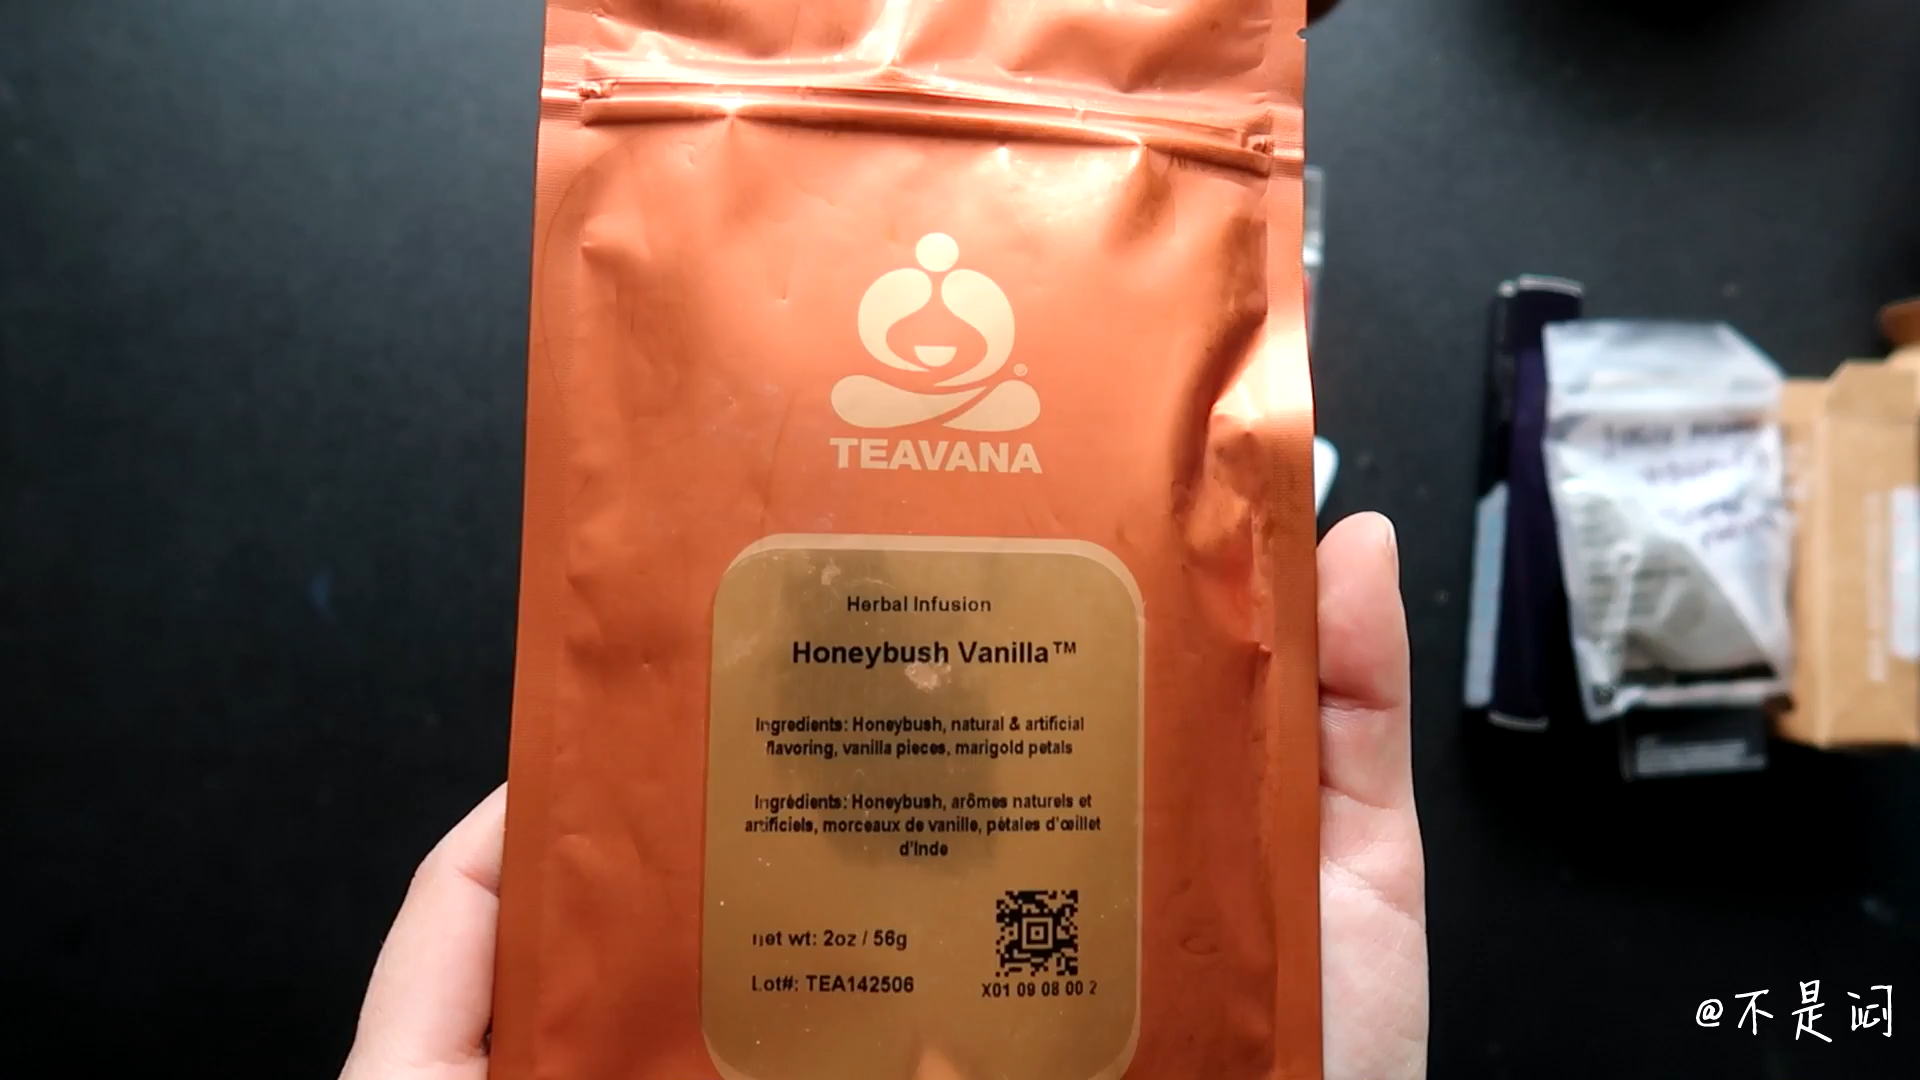 ®
TEAVANA
Herbal Infusion
Honeybush Vanilla™
Ingredients: Honeybush, natural & artificial
flavoring, vanilla pieces, marigold petals
Ingrédients: Honeybush, arômes naturels et
artificiels, morceaux de vanille, pétales d'œillet
d'Inde
net wt: 2oz / 56g
Lot#: TEA142506
X01 09 08 00 2
@不是闷